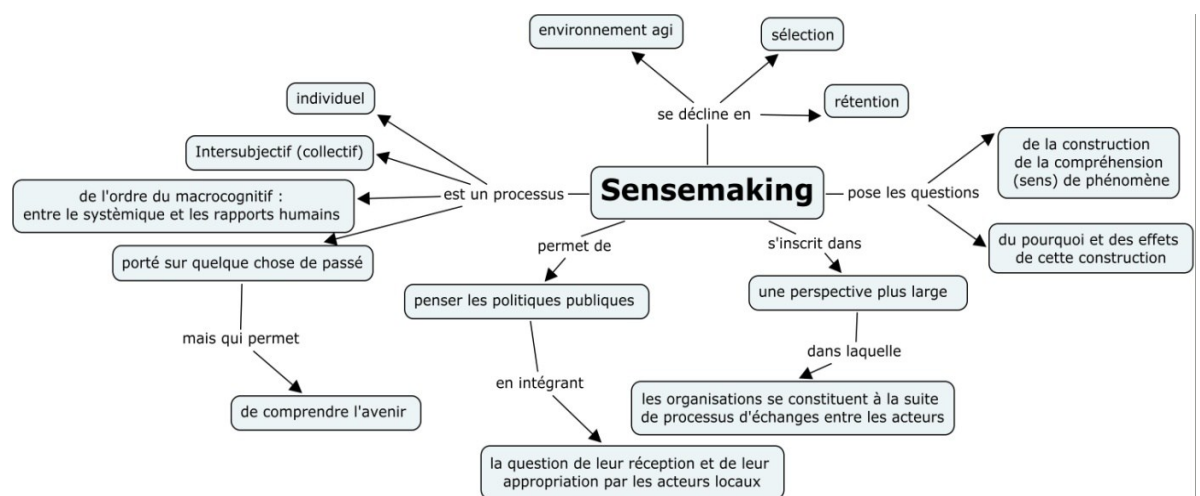 environnement agi
sélection
se décline en
rétention
individuel
Intersubjectif (collectif)
de l'ordre du macrocognitif :
entre le systèmique et les rapports humains
porté sur quelque chose de passé
est un processus
Sensemaking
pose les questions
de la construction
de la compréhension
(sens) de phénomène
du pourquoi et des effets
de cette construction
permet de
s'inscrit dans
penser les politiques publiques
une perspective plus large
mais qui permet
dans laquelle
en intégrant
de comprendre l'avenir
les organisations se constituent à la suite
de processus d'échanges entre les acteurs
la question de leur réception et de leur
appropriation par les acteurs locaux